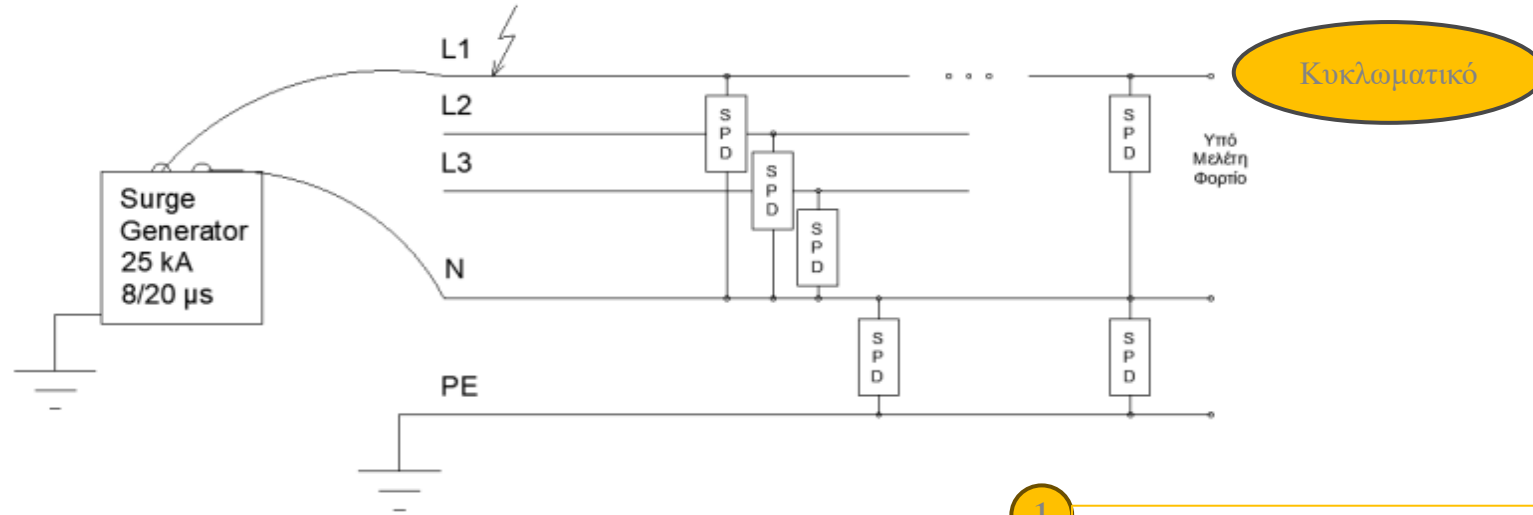 L1
Κυκλωματικό
L2
L3
SPD
SPD
SPD
SPD
Υπό
Μελέτη
Φορτίο
Surge
Generator
25 kA
8/20 µs
N
SPD
SPD
PE
1